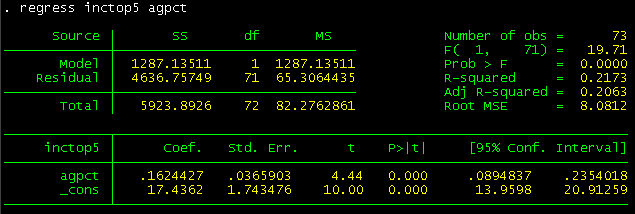 . regress inctop5 agpct
Source | SS df MS Number of obs = 73
F( 1, 71) = 19.71
Model | 1287.13511 1 1287.13511 Prob > F = 0.0000
Residual | 4636.75749 71 65.3064435 R-squared = 0.2173
Adj R-squared = 0.2063
Total | 5923.8926 72 82.2762861 Root MSE = 8.0812
inctop5 | Coef. Std. Err. t P>|t| [95% Conf. Interval]
agpct | .1624427 .0365903 4.44 0.000 .0894837 .2354018
_cons | 17.4362 1.743476 10.00 0.000 13.9598 20.91259